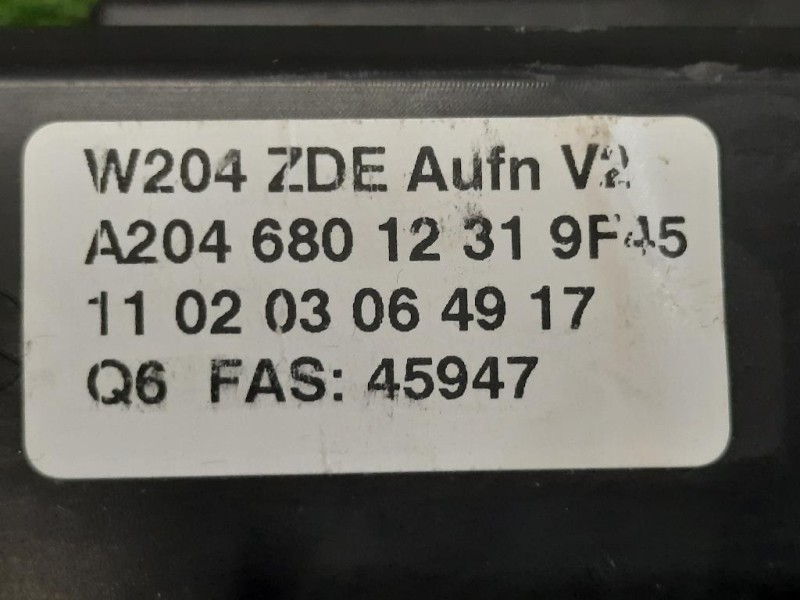 W204 ZDE Aufn V2
A204 680 12 31 9F45
11 02 03 06 49 17
Q6 FAS: 45947